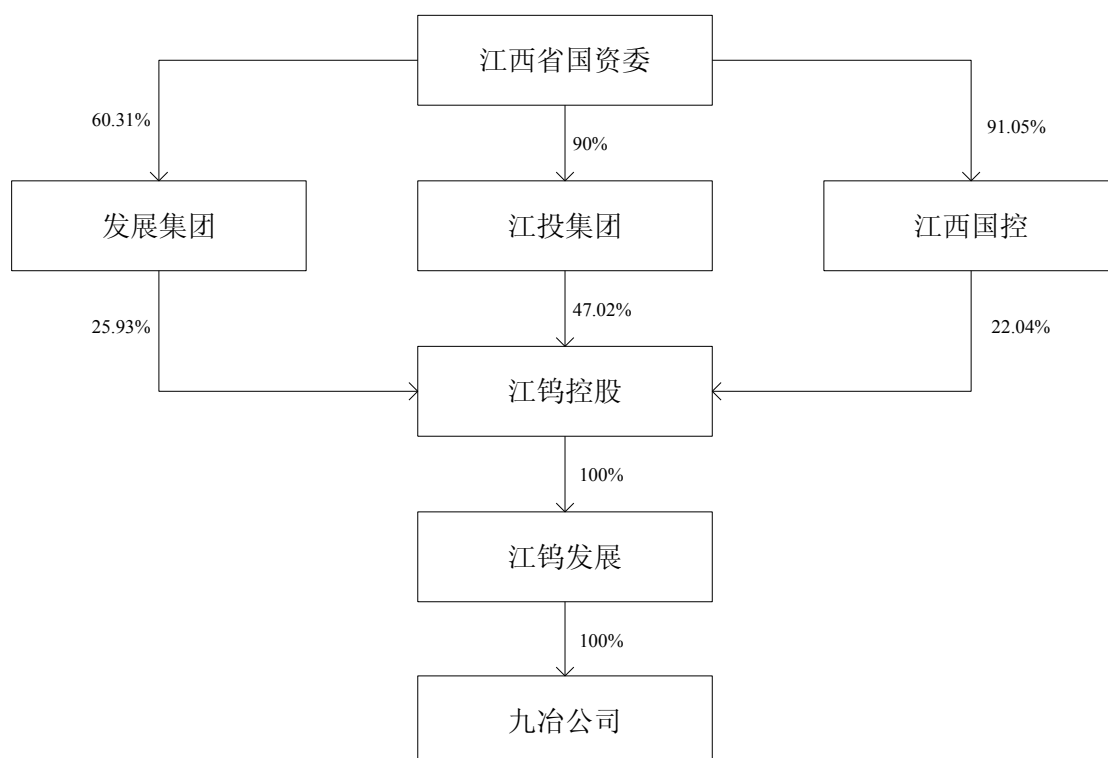 江西省国资委
60.31%
90%
91.05%
发展集团
江投集团
江西国控
25.93%
47.02%
22.04%
江钨控股
100%
江钨发展
100%
九冶公司